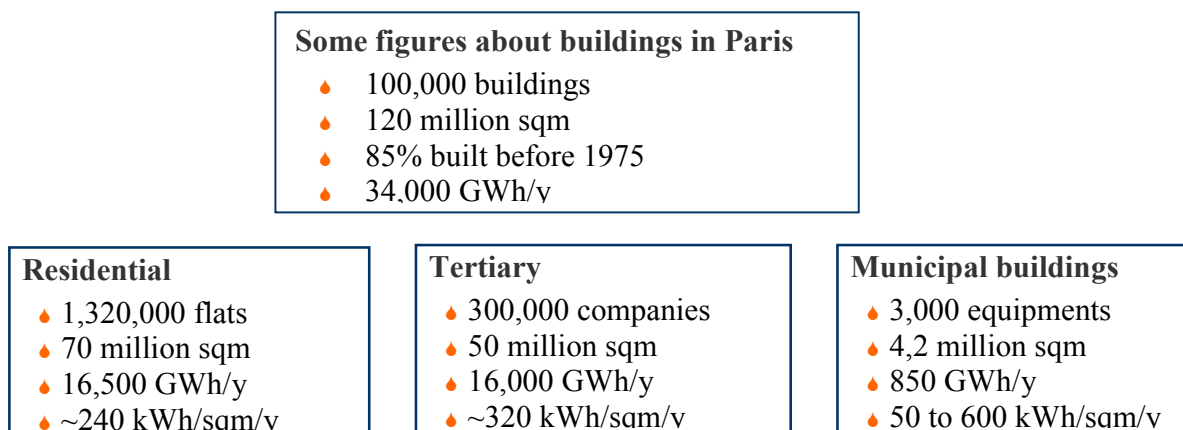 Some figures about buildings in Paris
100,000 buildings
120 million sqm
85% built before 1975
34,000 GWh/y
Residential
1,320,000 flats
70 million sqm
16,500 GWh/y
~240 kWh/sqm/y
Tertiary
300,000 companies
50 million sqm
16,000 GWh/y
~320 kWh/sqm/y
Municipal buildings
3,000 equipments
4,2 million sqm
850 GWh/y
50 to 600 kWh/sqm/y